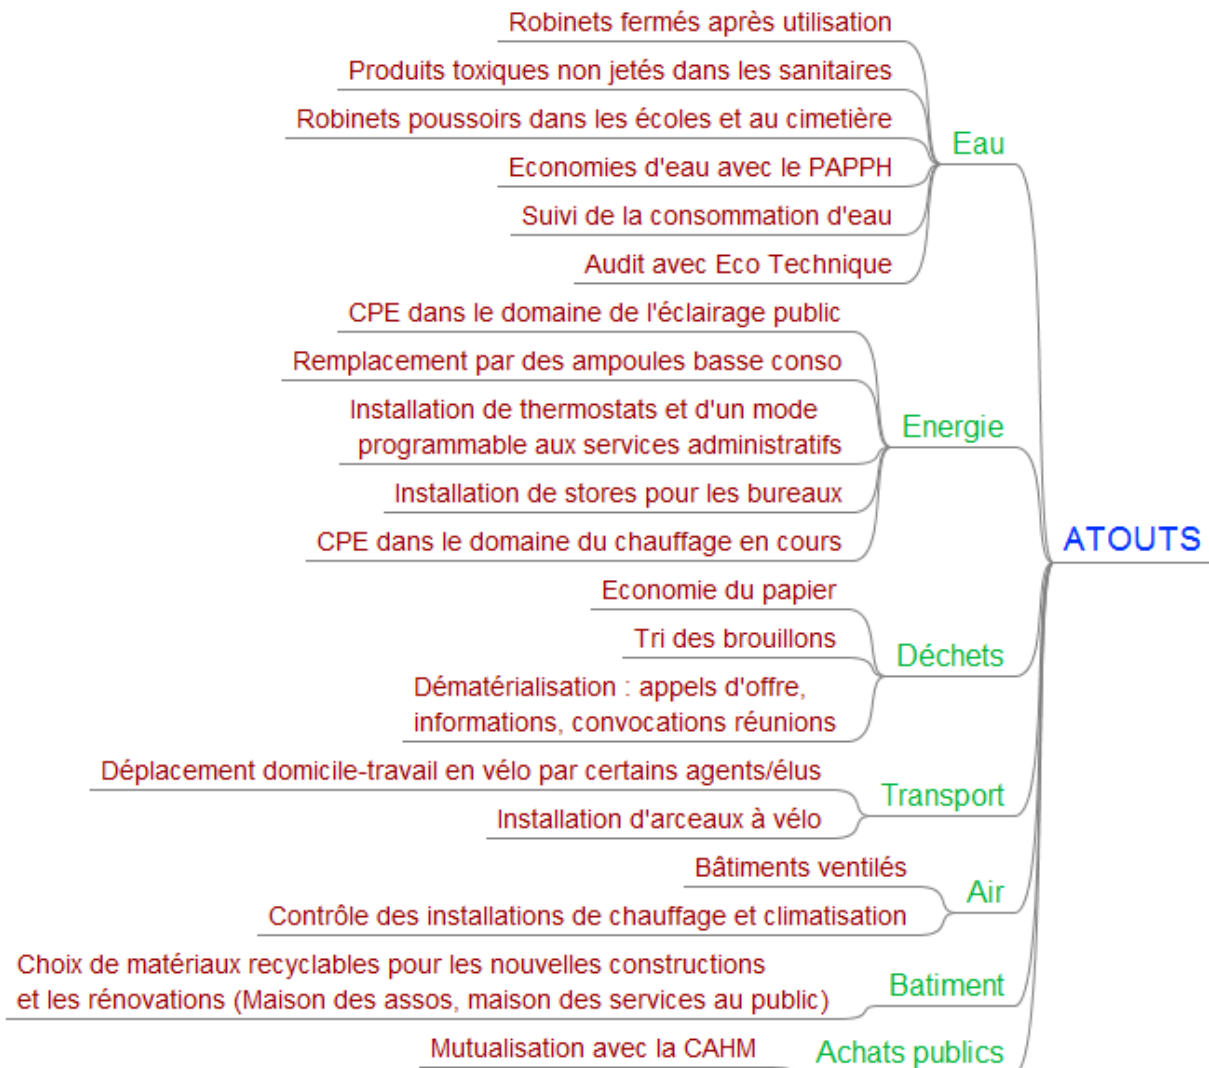 Robinets fermés après utilisation
Produits toxiques non jetés dans les sanitaires
Robinets poussoirs dans les écoles et au cimetière
Economies d'eau avec le PAPPH
Suivi de la consommation d'eau
Audit avec Eco Technique
Eau
CPE dans le domaine de l'éclairage public
Remplacement par des ampoules basse conso
Installation de thermostats et d'un mode
programmable aux services administratifs
Installation de stores pour les bureaux
CPE dans le domaine du chauffage en cours
Energie
ATOUTS
Economie du papier
Tri des brouillons
Dématérialisation : appels d'offre,
informations, convocations réunions
Déchets
Déplacement domicile-travail en vélo par certains agents/élus
Installation d'arceaux à vélo
Transport
Bâtiments ventilés
Contrôle des installations de chauffage et climatisation
Air
Choix de matériaux recyclables pour les nouvelles constructions
et les rénovations (Maison des assos, maison des services au public)
Batiment
Mutualisation avec la CAHM
Achats publics